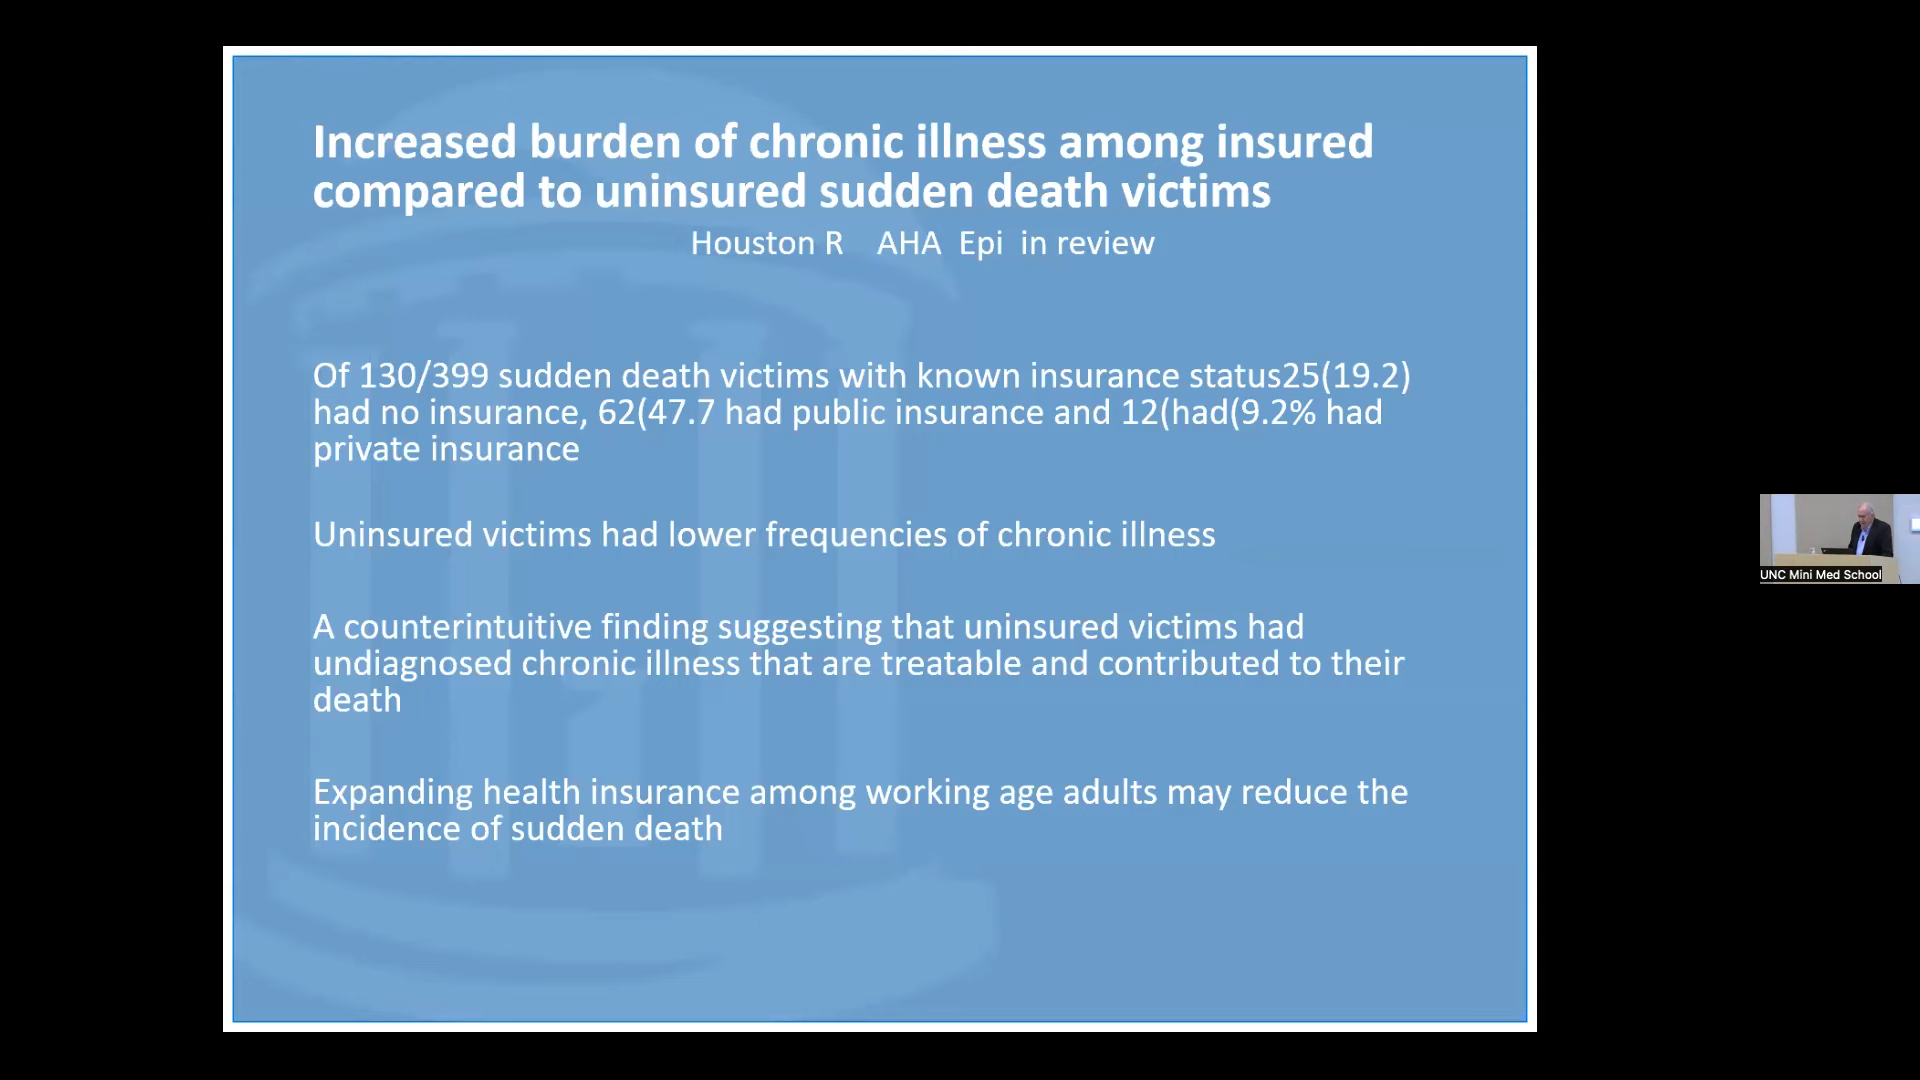 Increased burden of chronic illness among insured
compared to uninsured sudden death victims
Houston R AHA Epi in review
Of 130/399 sudden death victims with known insurance status25(19.2)
had no insurance, 62(47.7 had public insurance and 12(had(9.2% had
private insurance
Uninsured victims had lower frequencies of chronic illness
A counterintuitive finding suggesting that uninsured victims had
undiagnosed chronic illness that are treatable and contributed to their
death
Expanding health insurance among working age adults may reduce the
incidence of sudden death
UNC Mini Med School